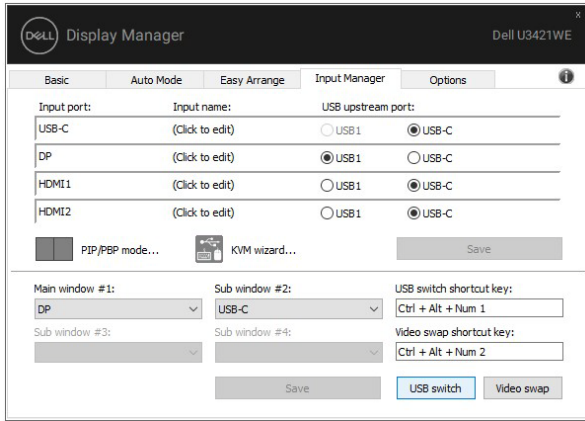 x
DELL Display Manager Dell U3421WE
Basic Auto Mode Easy Arrange Input Manager Options i
Input port: Input name: USB upstream port:
USB-C (Click to edit) USB1 USB-C
DP (Click to edit) USB1 USB-C
HDMI1 (Click to edit) USB1 USB-C
HDMI2 (Click to edit) USB1 USB-C
PIP/PBP mode... KVM wizard... Save
Main window #1: Sub window #2: USB switch shortcut key:
DP USB-C Ctrl + Alt + Num 1
Sub window #3: Sub window #4: Video swap shortcut key:
Ctrl + Alt + Num 2
Save USB switch Video swap